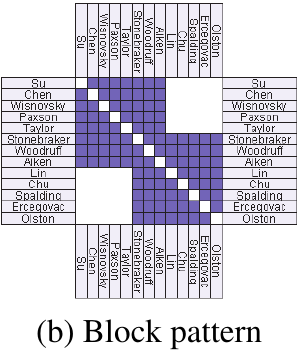 Su
Chen
Wisnovsky
Paxson
Taylor
Stonebraker
Woodruff
Aiken
Lin
Chu
Spalding
Ercegovac
Olston
Su Su
Chen Chen
Wisnovsky Wisnovsky
Paxson Paxson
Taylor Taylor
Stonebraker Stonebraker
Woodruff Woodruff
Aiken Aiken
Lin Lin
Chu Chu
Spalding Spalding
Ercegovac Ercegovac
Olston Olston
Su
Chen
Wisnovsky
Paxson
Taylor
Stonebraker
Woodruff
Aiken
Lin
Chu
Spalding
Ercegovac
Olston
(b) Block pattern